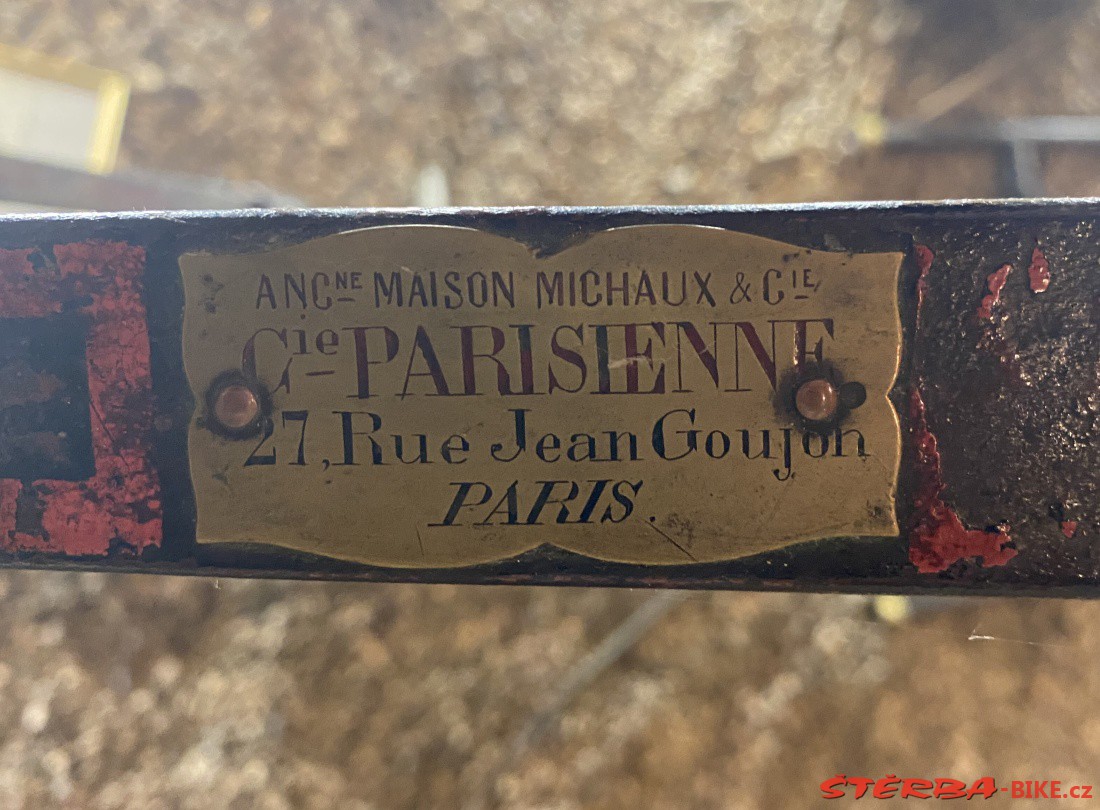 ANCNE MAISON MICHAUX & CIE
Cie PARISIENNE
27, Rue Jean Goujon
PARIS.
ŠTĚRBA-BIKE.cz